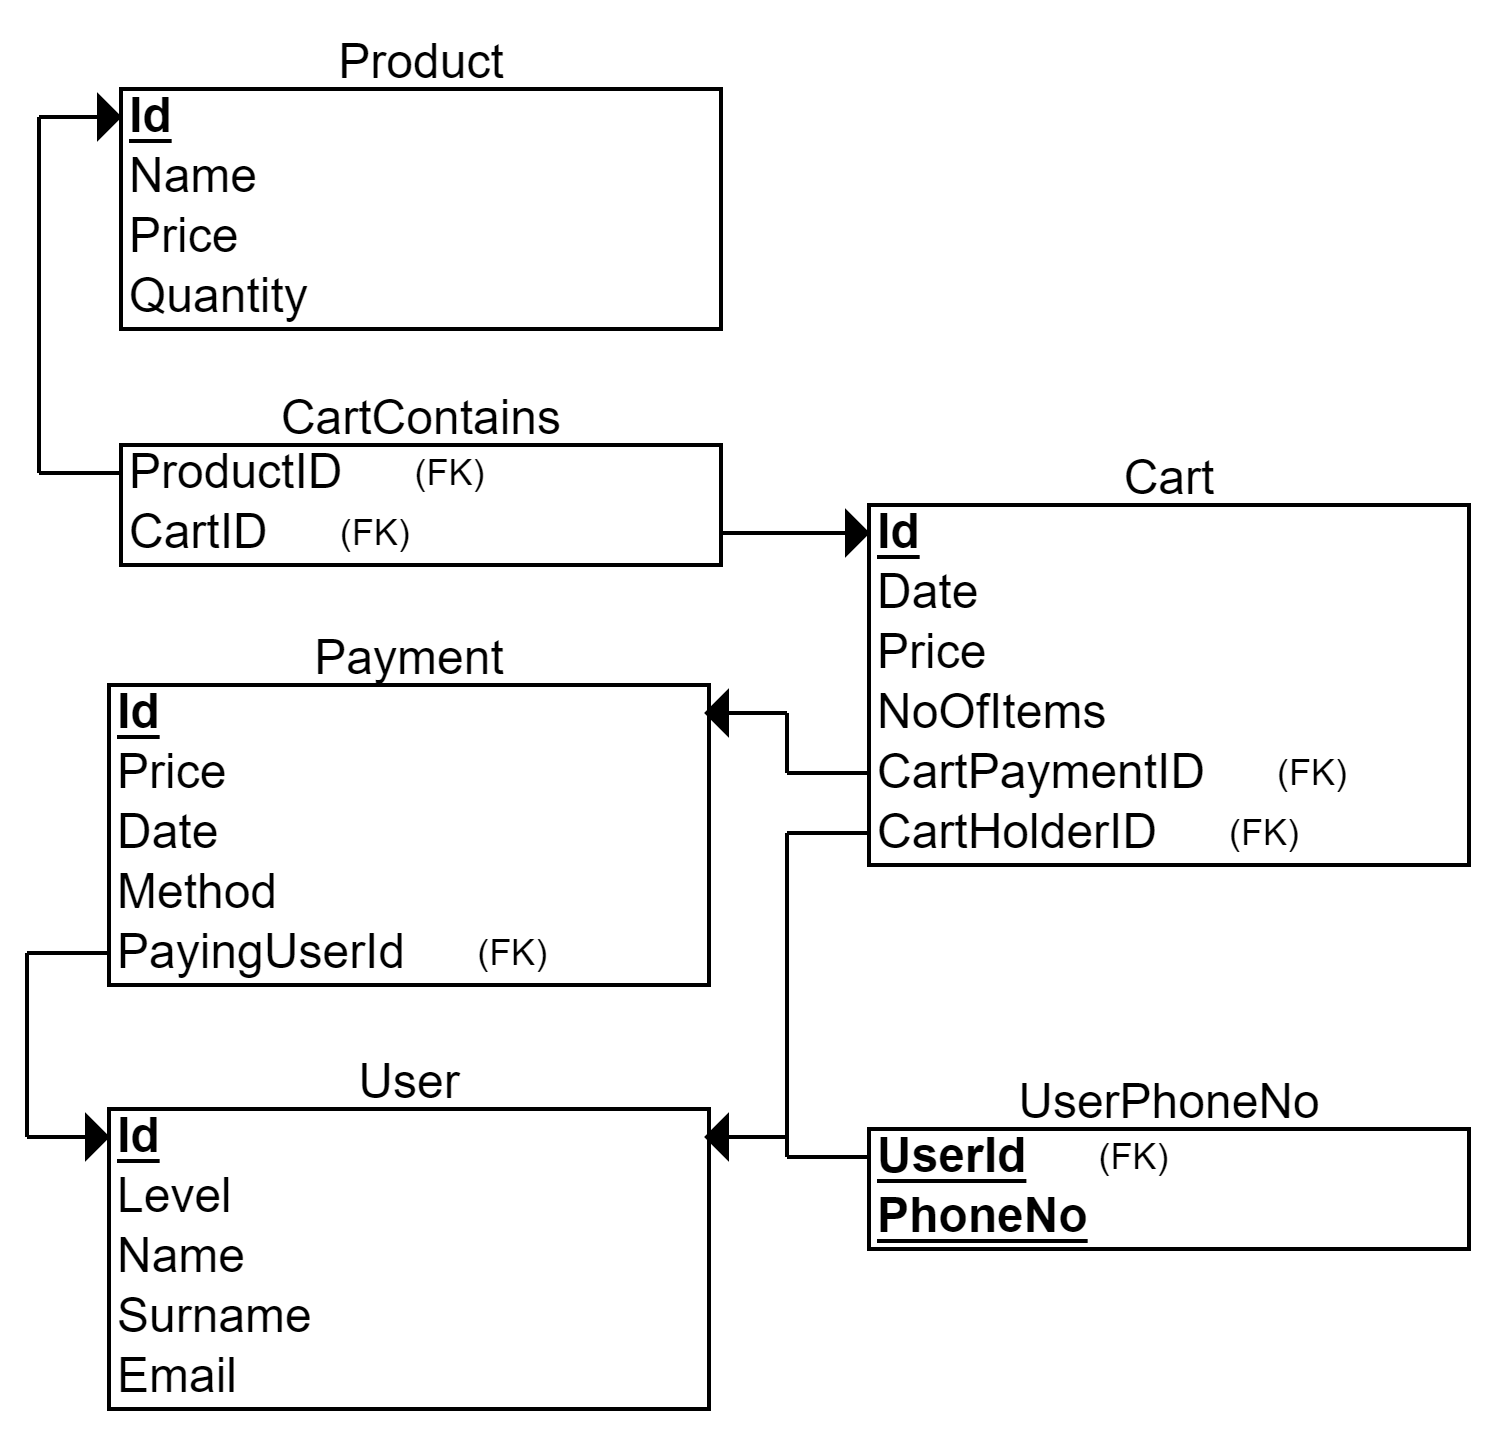 Product
Id
Name
Price
Quantity
CartContains
ProductID (FK)
CartID (FK)
Cart
Id
Date
Price
NoOfItems
CartPaymentID (FK)
CartHolderID (FK)
Payment
Id
Price
Date
Method
PayingUserId (FK)
User
Id
Level
Name
Surname
Email
UserPhoneNo
UserId (FK)
PhoneNo